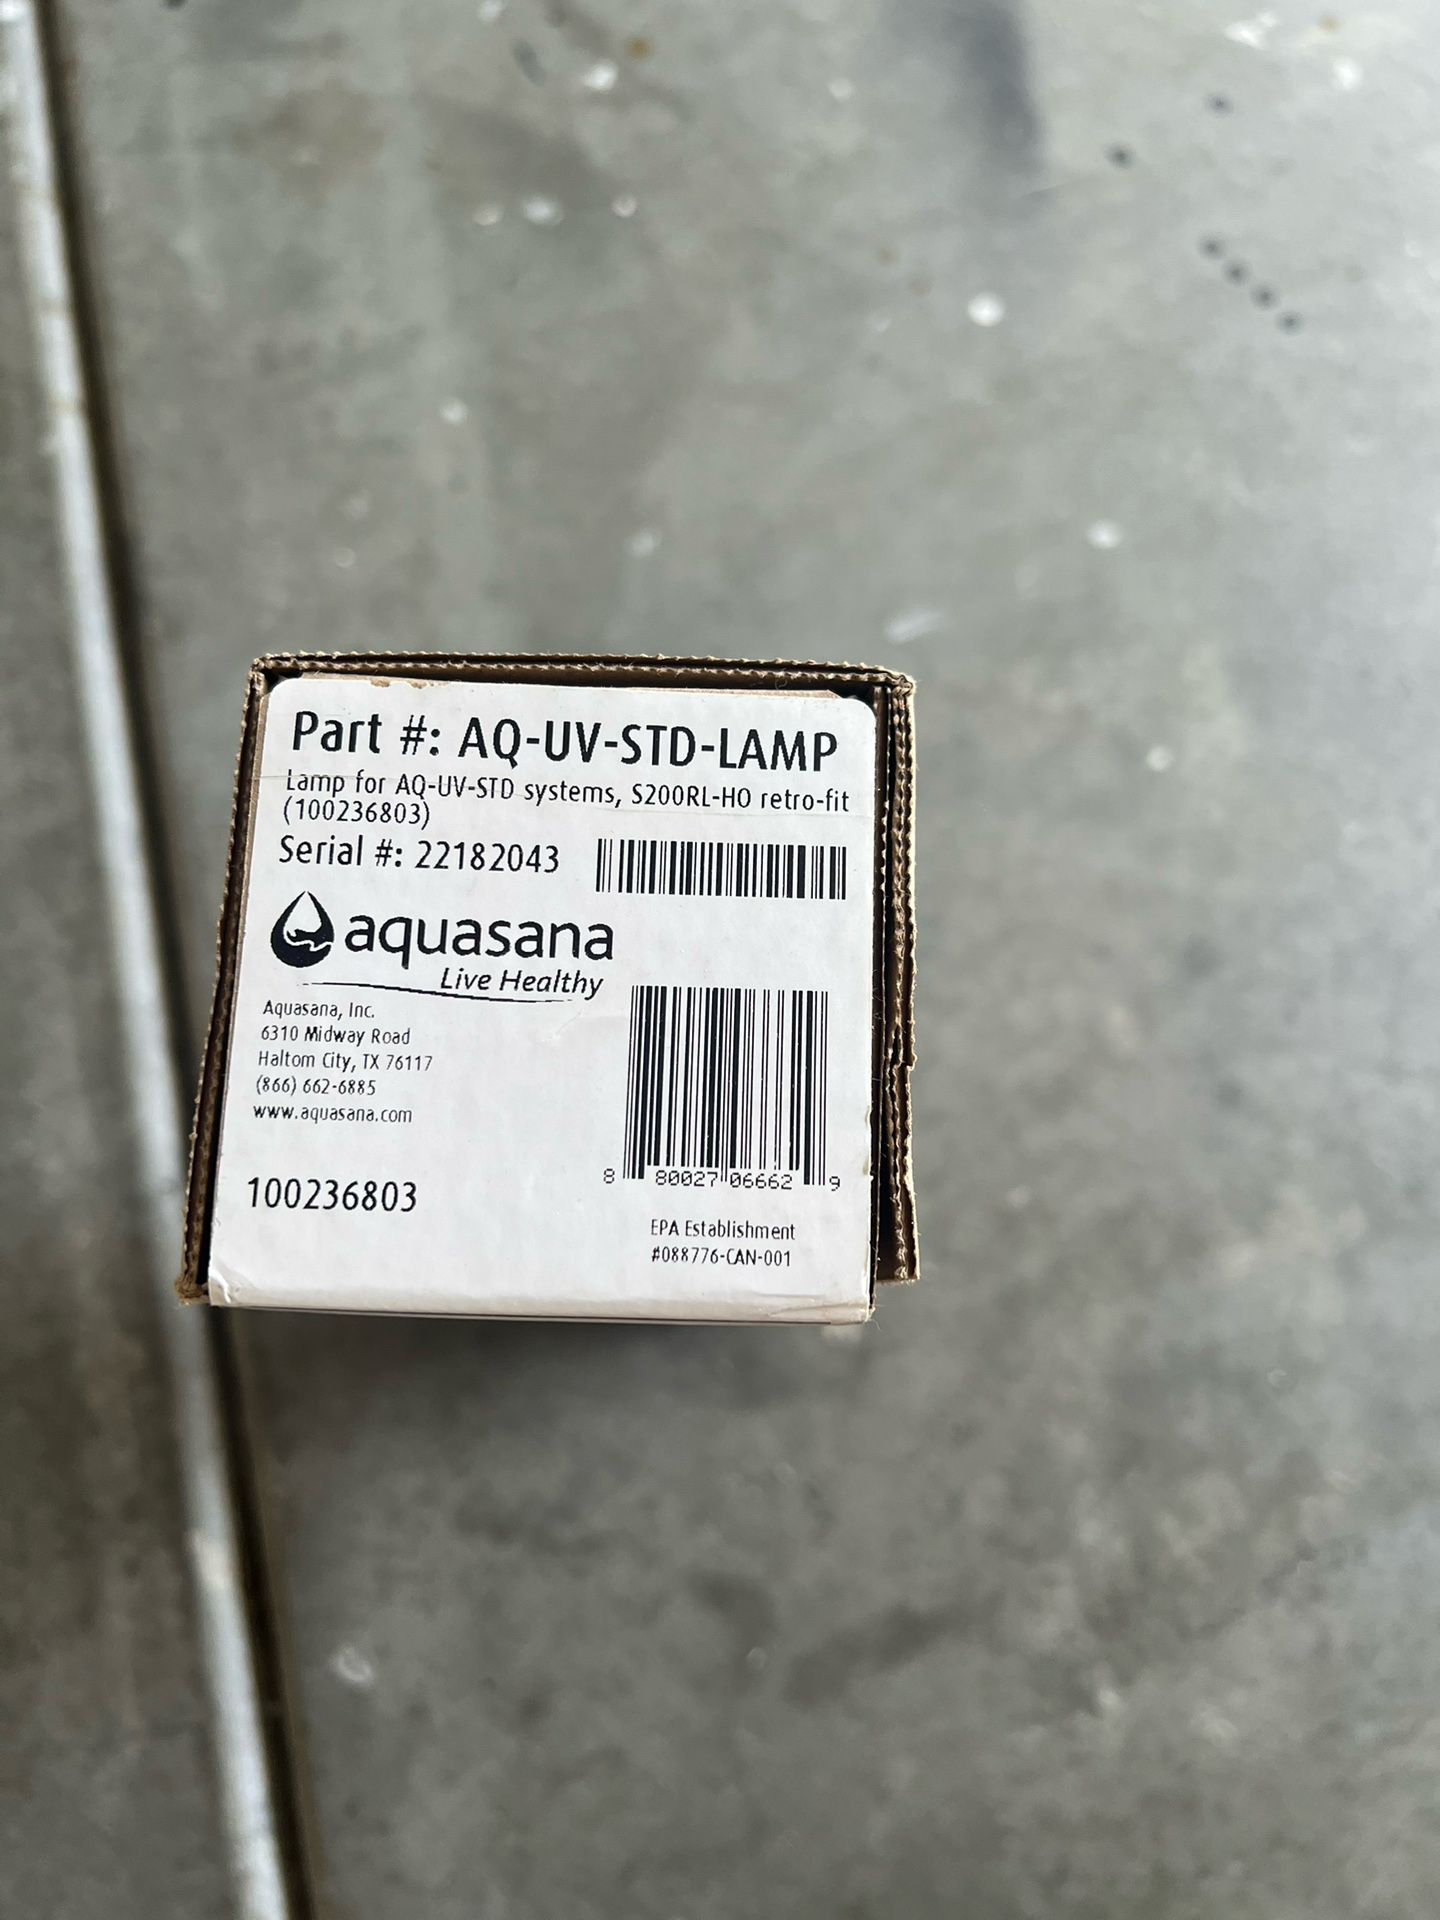 Part #: AQ-UV-STD-LAMP
Lamp for AQ-UV-STD systems, S200RL-HO retro-fit
(100236803)
Serial #: 22182043
aquasana
Live Healthy
Aquasana, Inc.
6310 Midway Road
Haltom City, TX 76117
(866) 662-6885
www.aquasana.com
8 80027 06662 9
100236803
EPA Establishment
#088776-CAN-001